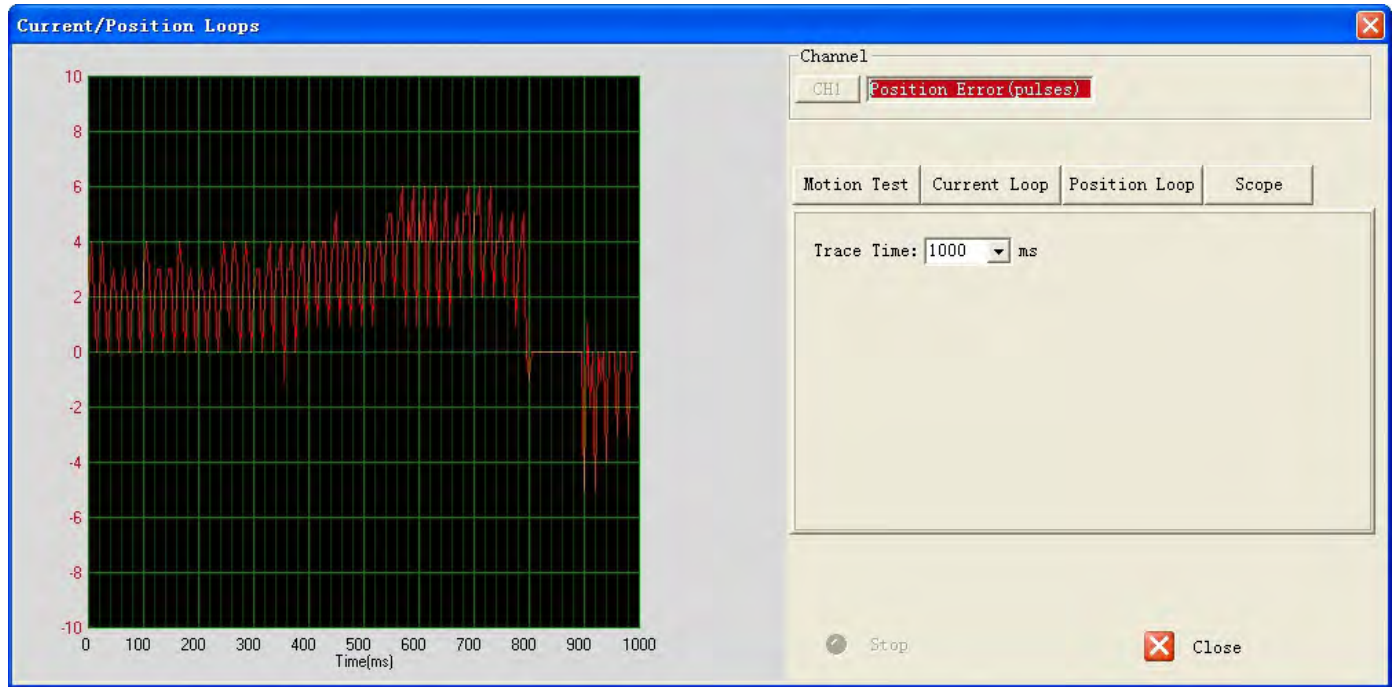 Current/Position Loops
Channel
CH1 Position Error(pulses)
Motion Test Current Loop Position Loop Scope
Trace Time: 1000 ms
10
8
6
4
2
0
-2
-4
-6
-8
-10
0 100 200 300 400 500 600 700 800 900 1000
Time(ms)
Stop Close